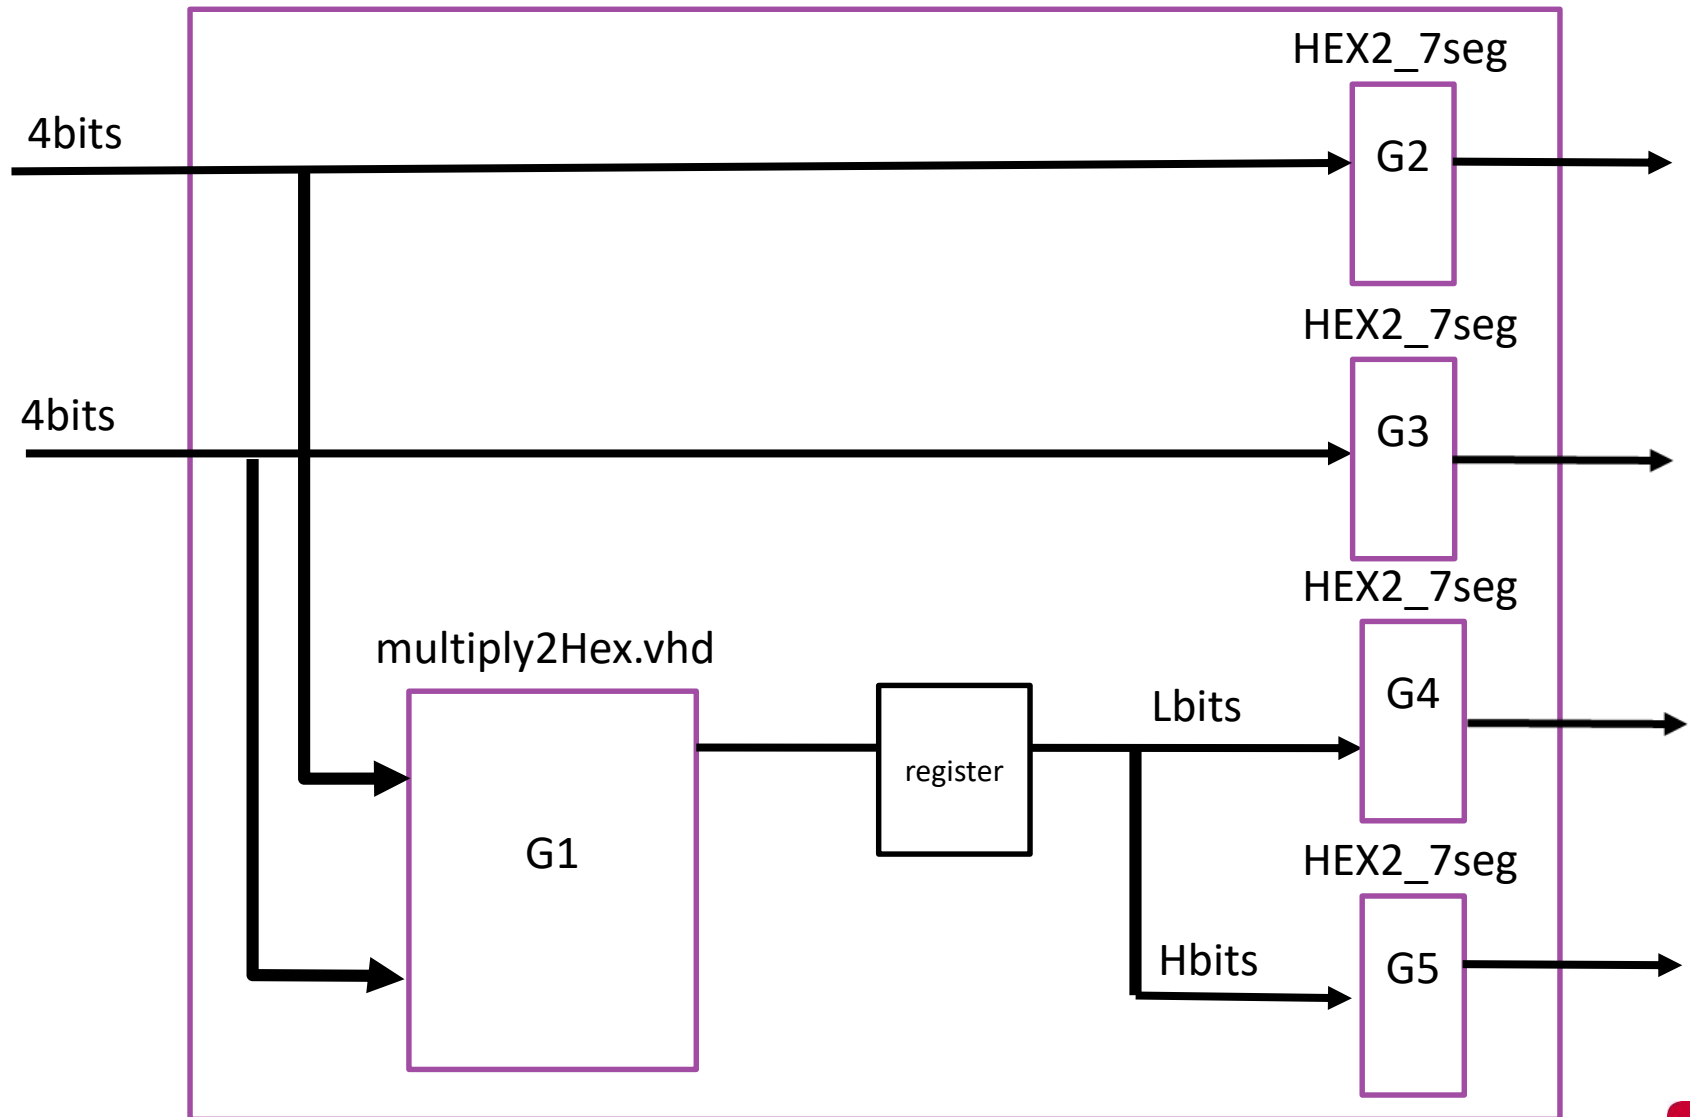 HEX2_7seg
4bits
G2
HEX2_7seg
4bits
G3
HEX2_7seg
multiply2Hex.vhd
G4
Lbits
register
G1
HEX2_7seg
Hbits
G5